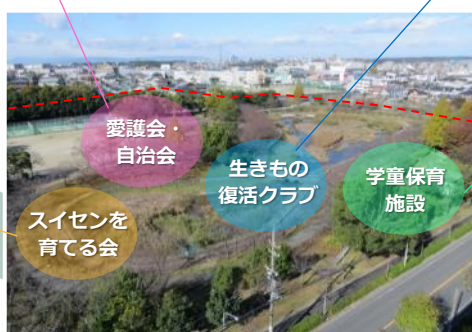 愛護会・
自治会
生きもの
復活クラブ
学童保育
施設
スイセンを
育てる会